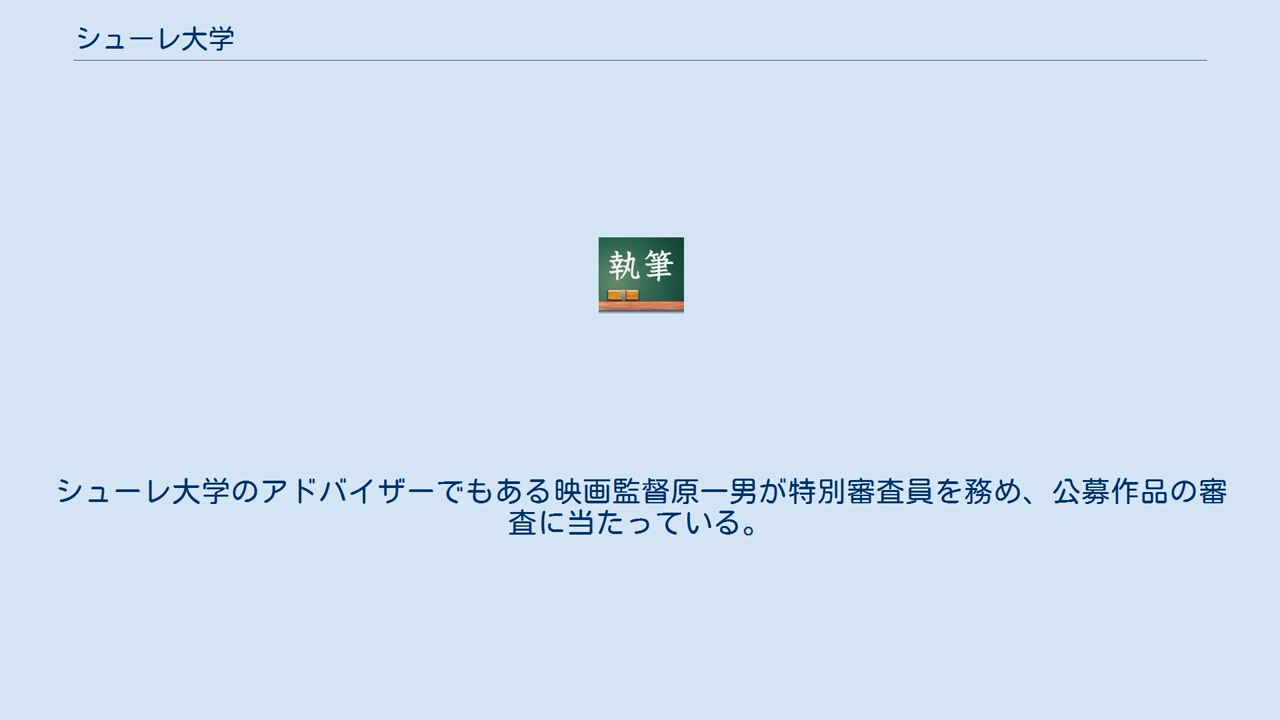 シューレ大学
執筆
シューレ大学のアドバイザーでもある映画監督原一男が特別審査員を務め、公募作品の審
査に当たっている。